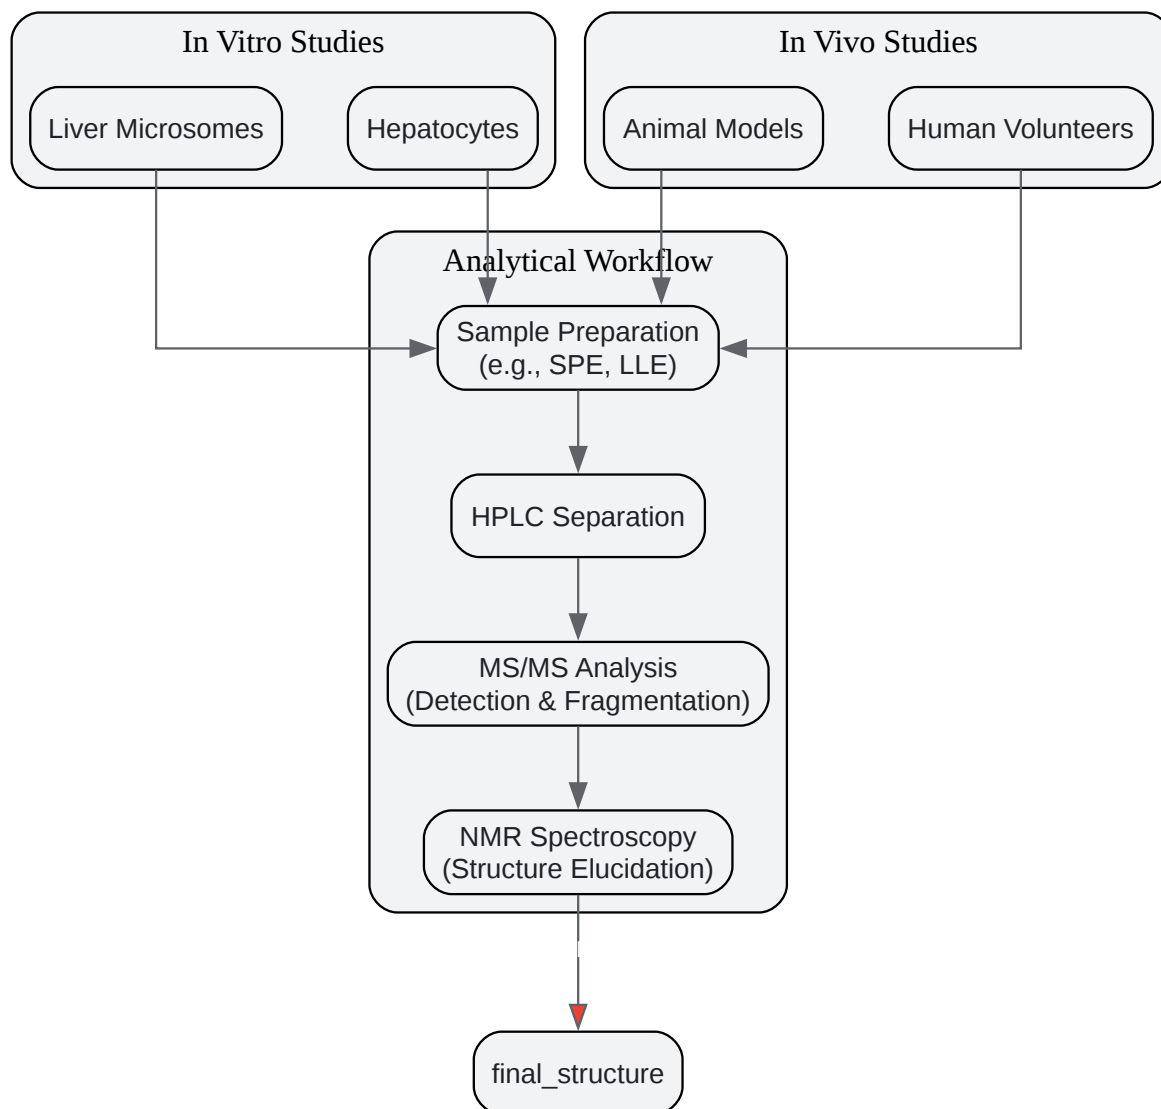 In Vitro Studies
In Vivo Studies
Liver Microsomes
Hepatocytes
Animal Models
Human Volunteers
Analytical Workflow
Sample Preparation
(e.g., SPE, LLE)
HPLC Separation
MS/MS Analysis
(Detection & Fragmentation)
NMR Spectroscopy
(Structure Elucidation)
final_structure